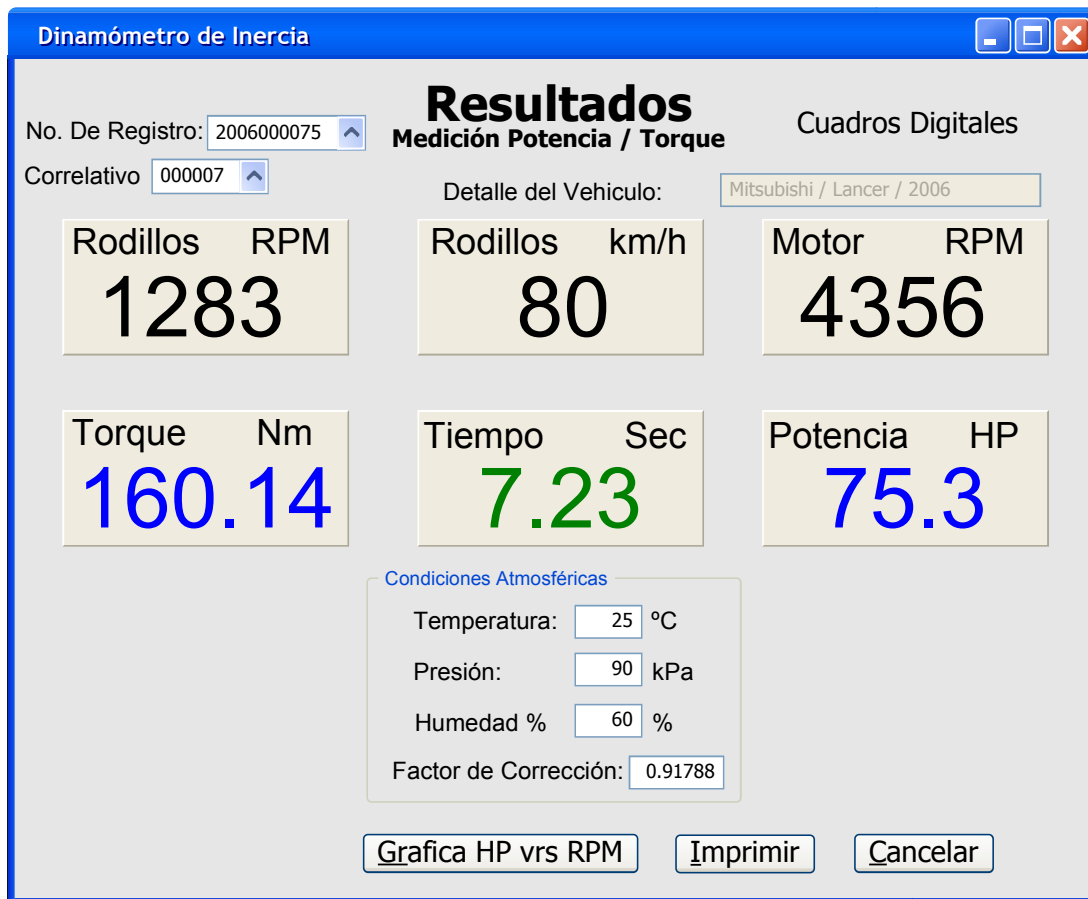 Dinamómetro de Inercia
Resultados
Medición Potencia / Torque
Cuadros Digitales
No. De Registro: 2006000075
Correlativo 000007
Detalle del Vehiculo: Mitsubishi / Lancer / 2006
Rodillos RPM
1283
Rodillos km/h
80
Motor RPM
4356
Torque Nm
160.14
Tiempo Sec
7.23
Potencia HP
75.3
Condiciones Atmosféricas
Temperatura: 25 ºC
Presión: 90 kPa
Humedad % 60 %
Factor de Corrección: 0.91788
Grafica HP vrs RPM
Imprimir
Cancelar